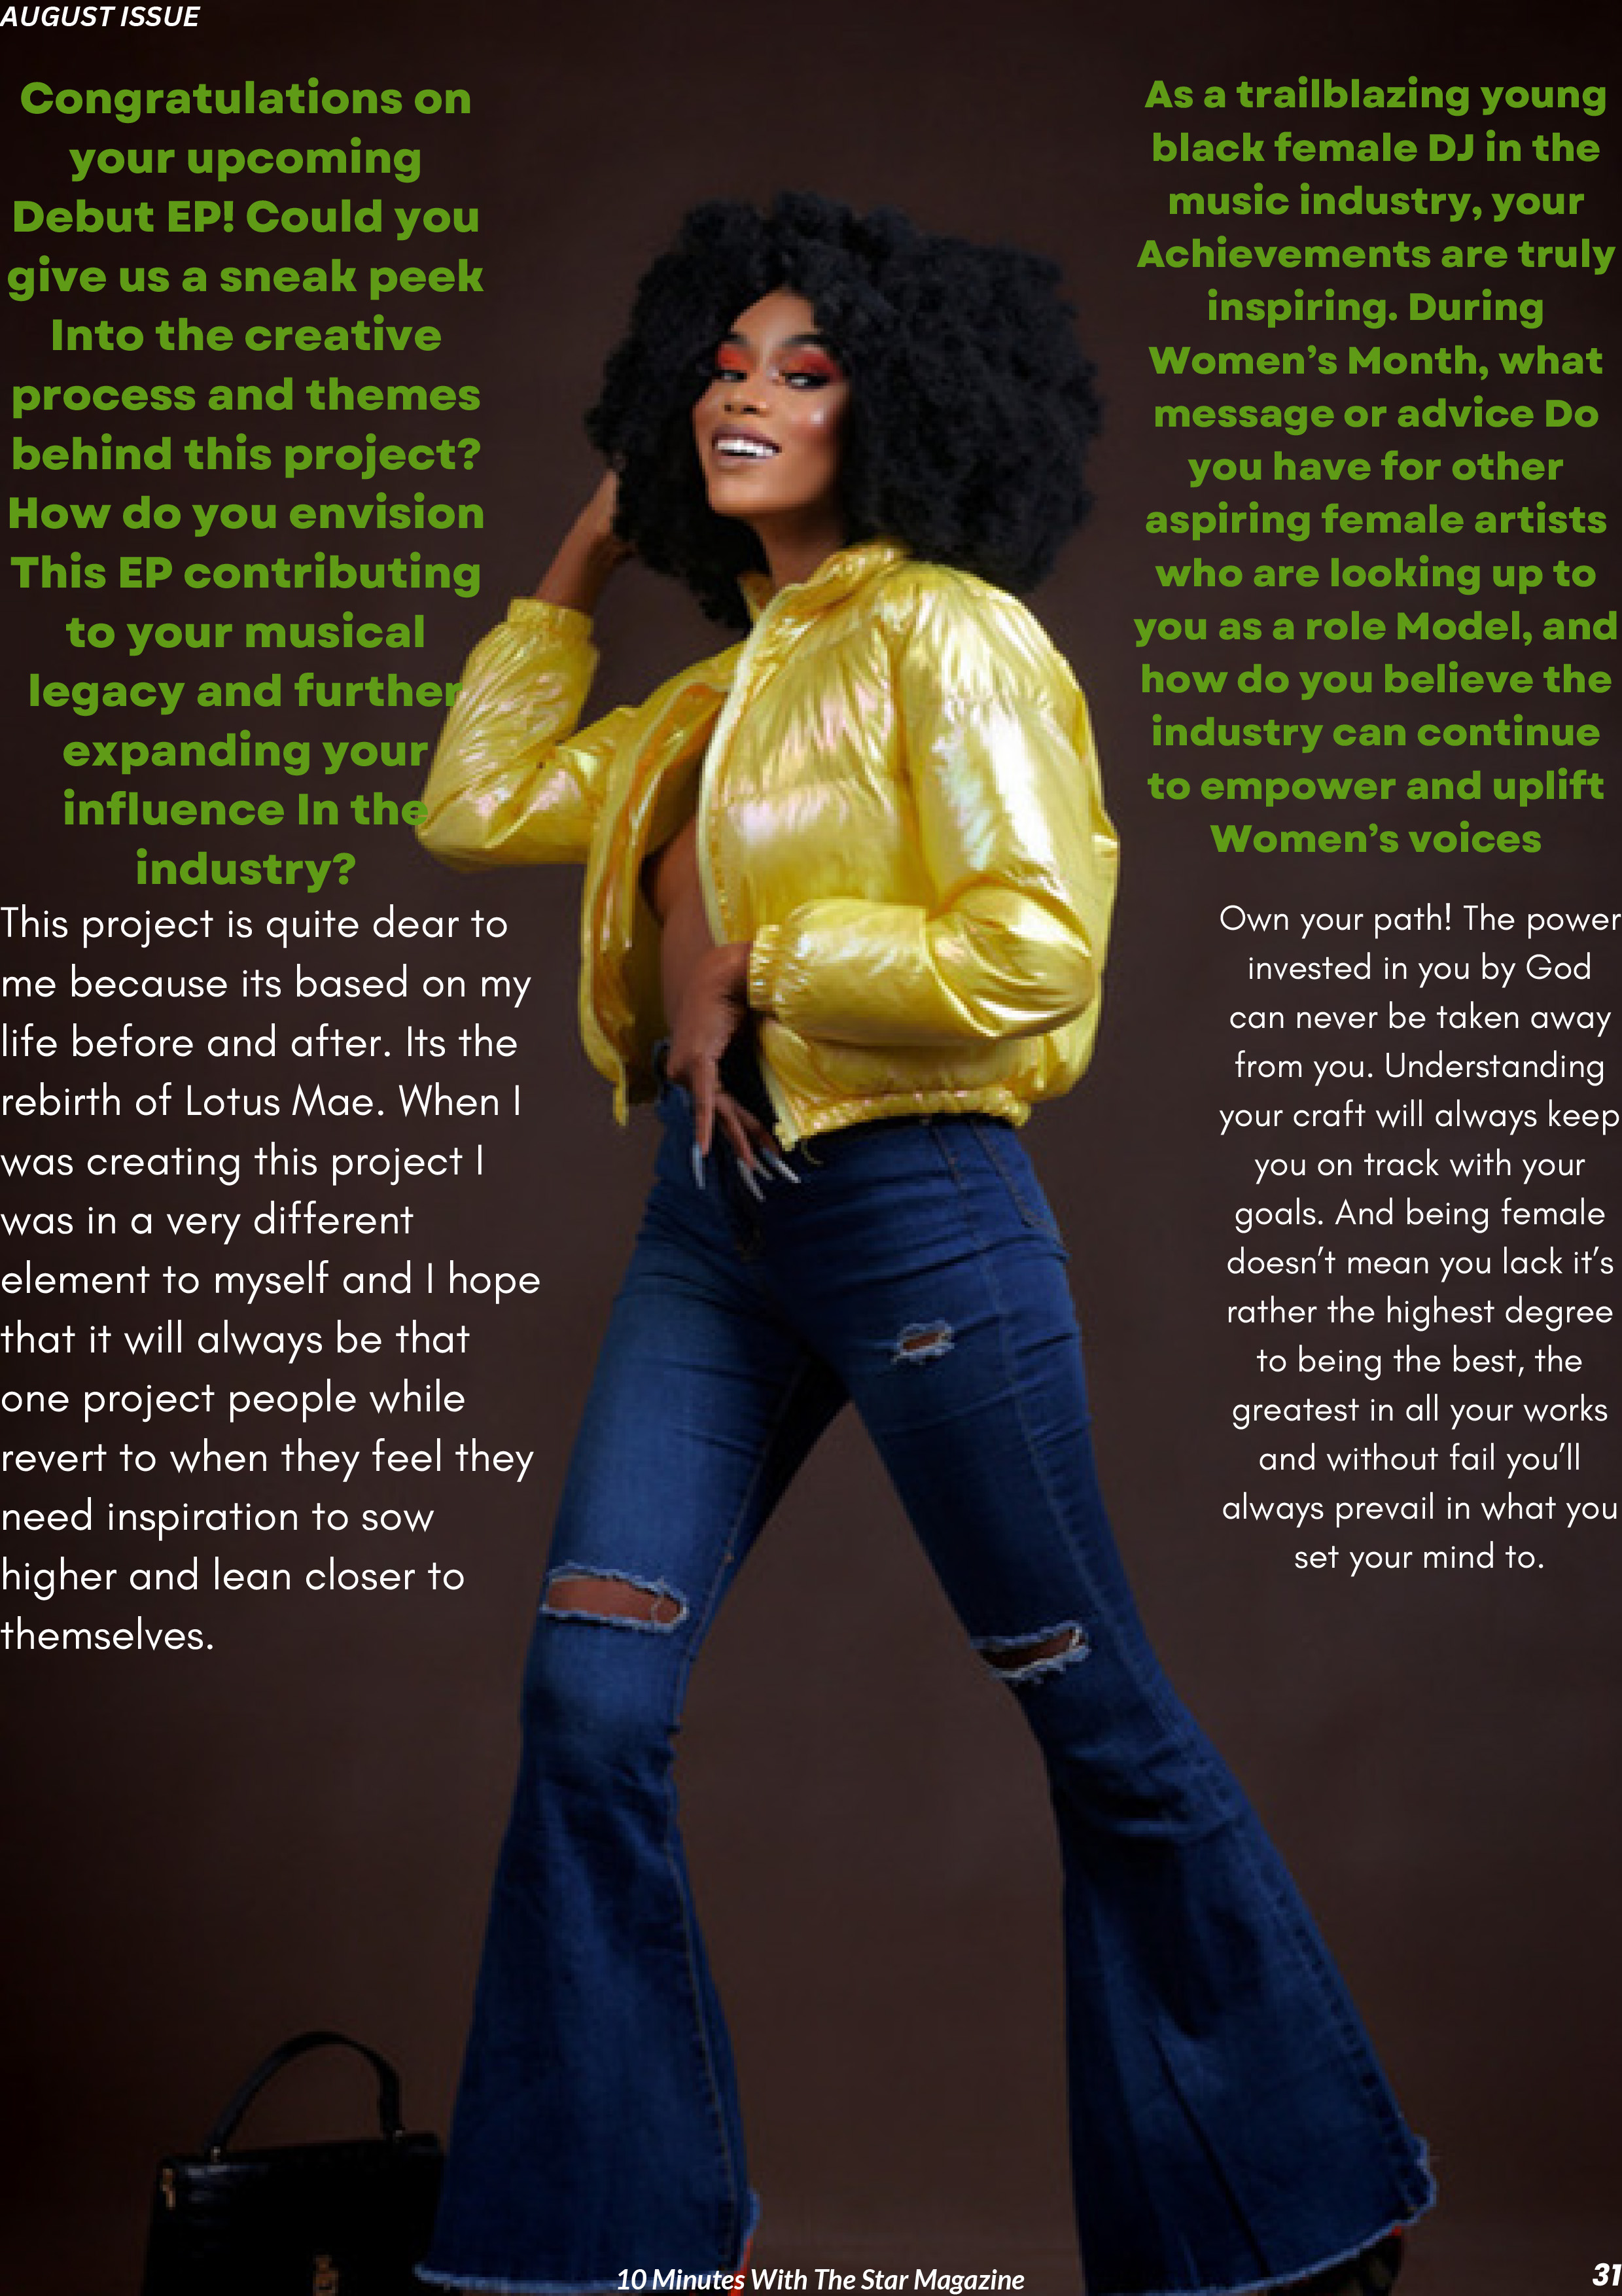 AUGUST ISSUE
Congratulations on
your upcoming
Debut EP! Could you
give us a sneak peek
Into the creative
process and themes
behind this project?
How do you envision
This EP contributing
to your musical
legacy and further
expanding your
influence In the
industry?
This project is quite dear to
me because its based on my
life before and after. Its the
rebirth of Lotus Mae. When I
was creating this project I
was in a very different
element to myself and I hope
that it will always be that
one project people while
revert to when they feel they
need inspiration to sow
higher and lean closer to
themselves.
As a trailblazing young
black female DJ in the
music industry, your
Achievements are truly
inspiring. During
Women’s Month, what
message or advice Do
you have for other
aspiring female artists
who are looking up to
you as a role Model, and
how do you believe the
industry can continue
to empower and uplift
Women’s voices
Own your path! The power
invested in you by God
can never be taken away
from you. Understanding
your craft will always keep
you on track with your
goals. And being female
doesn’t mean you lack it’s
rather the highest degree
to being the best, the
greatest in all your works
and without fail you’ll
always prevail in what you
set your mind to.
10 Minutes With The Star Magazine
31